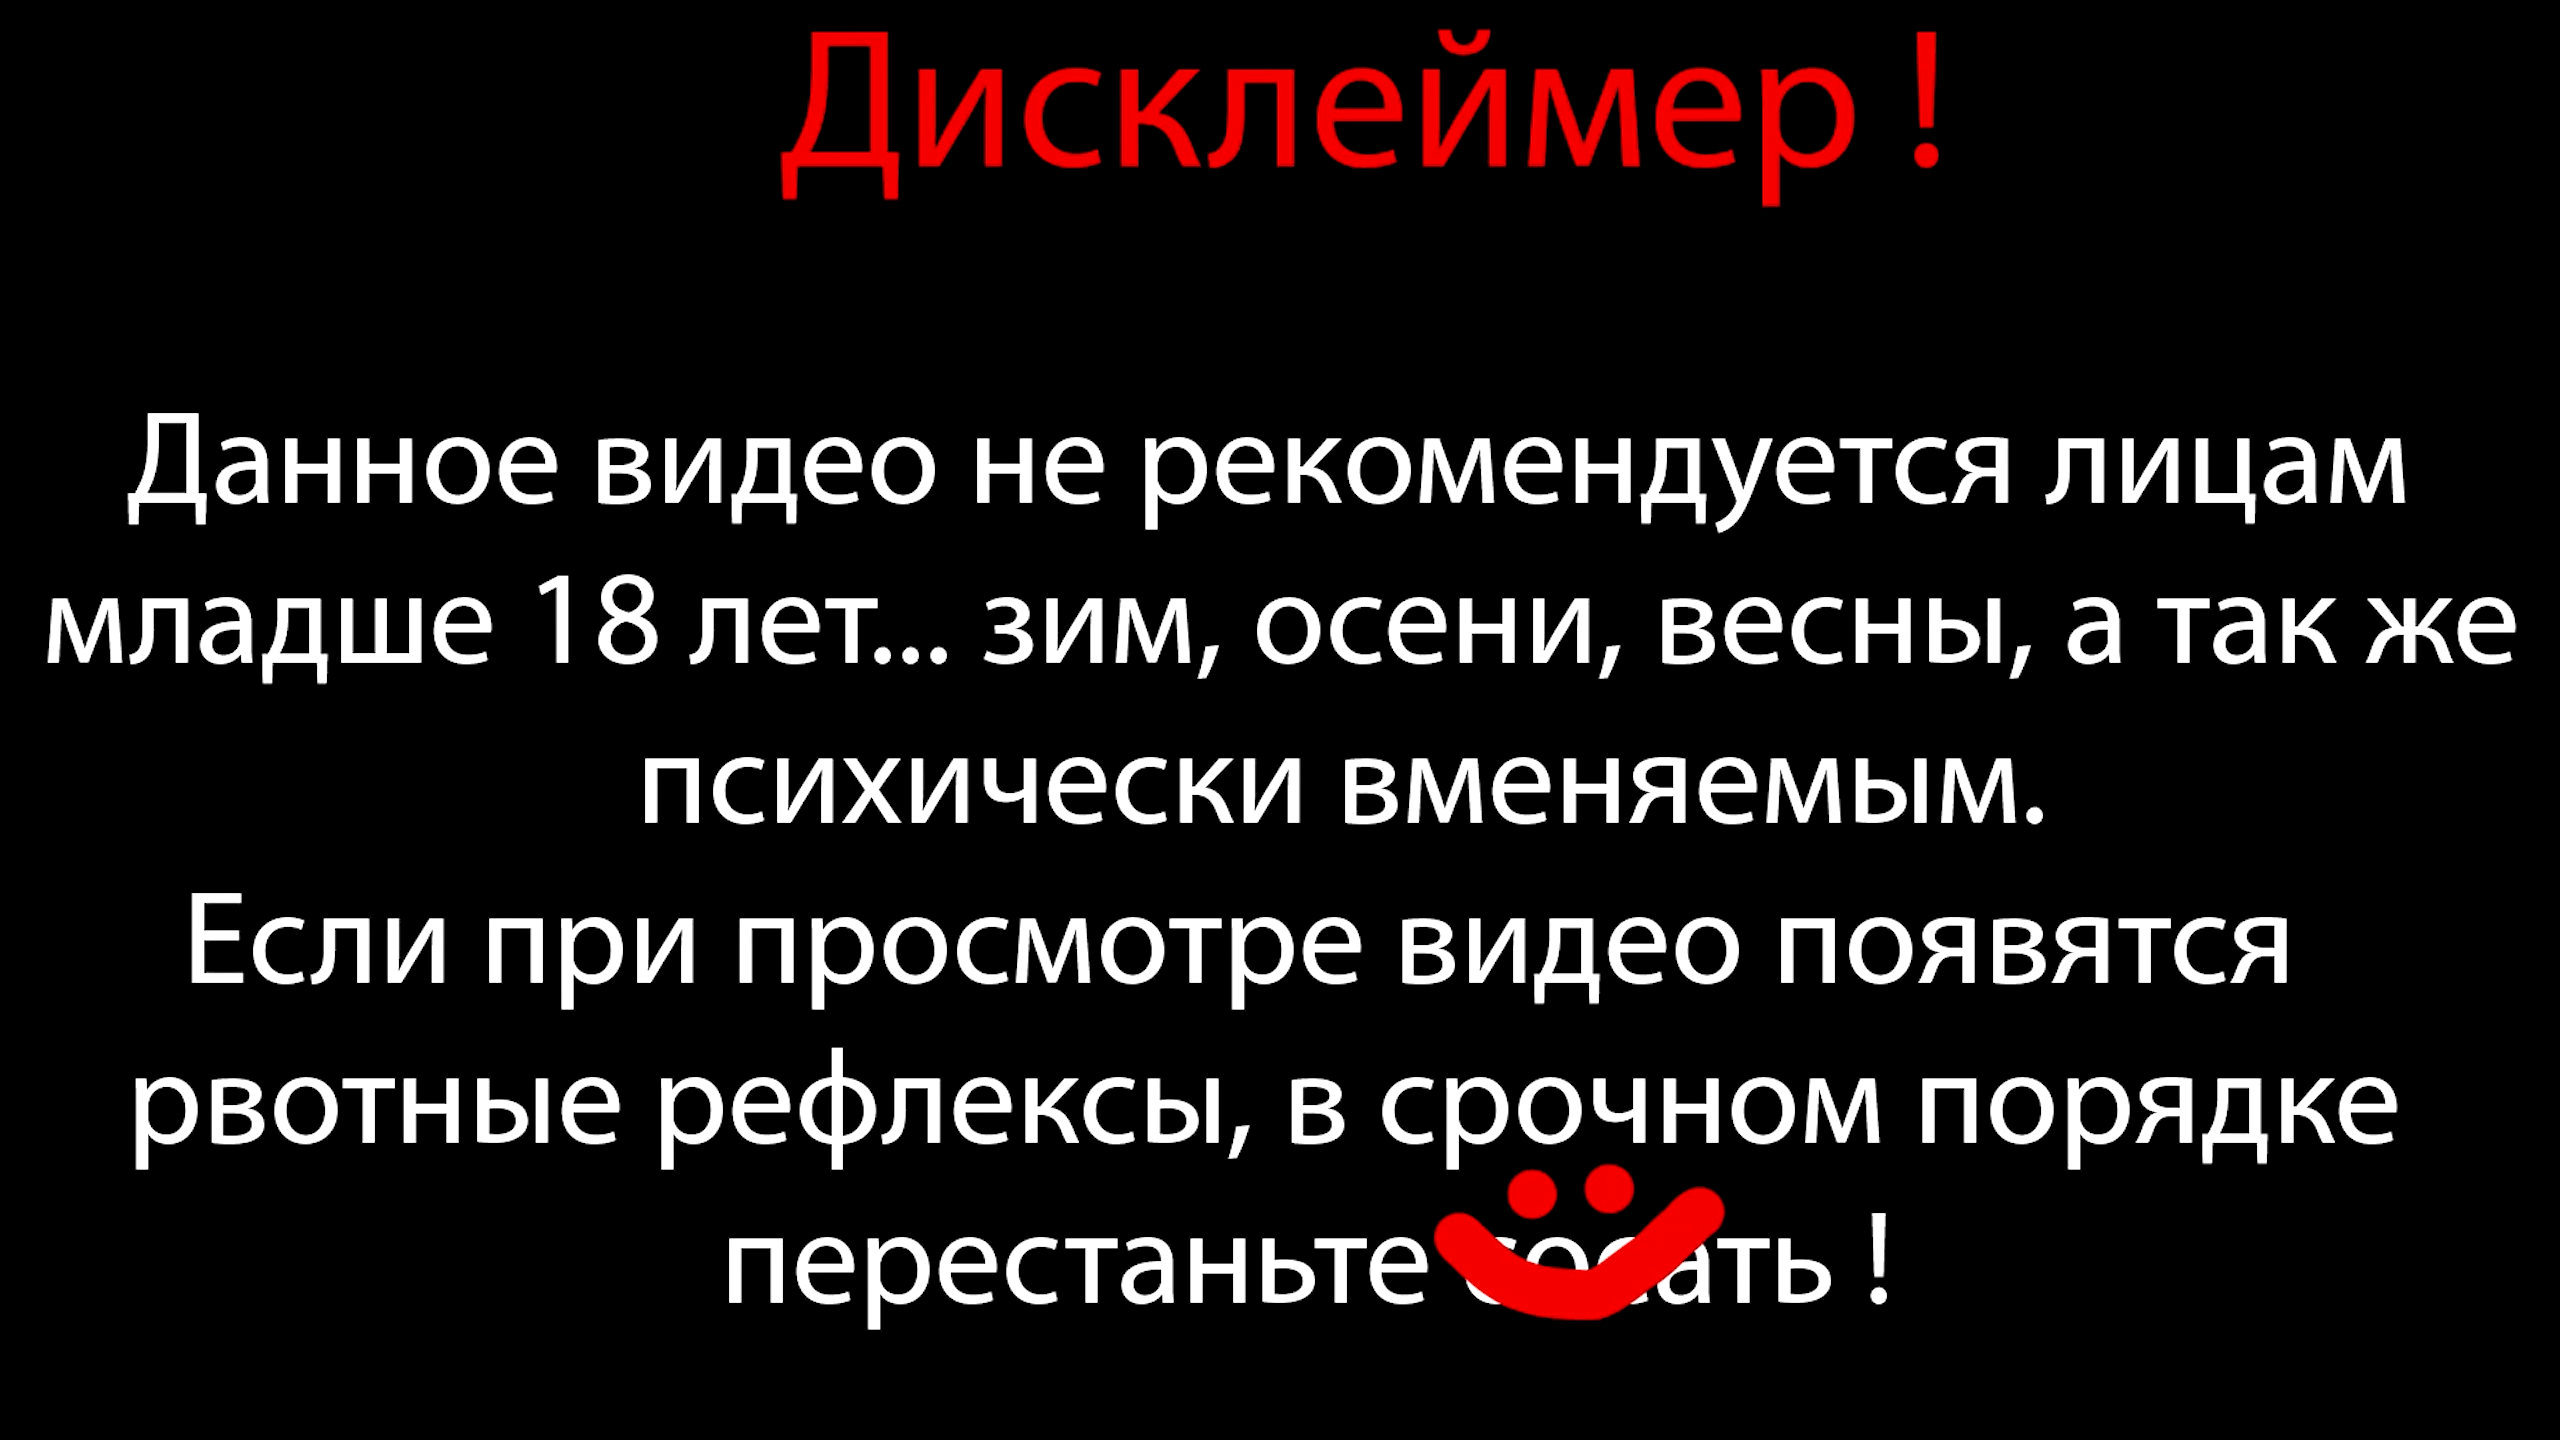 Дисклеймер !
Данное видео не рекомендуется лицам
младше 18 лет... зим, осени, весны, а так же
психически вменяемым.
Если при просмотре видео появятся
рвотные рефлексы, в срочном порядке
перестаньте сосать !